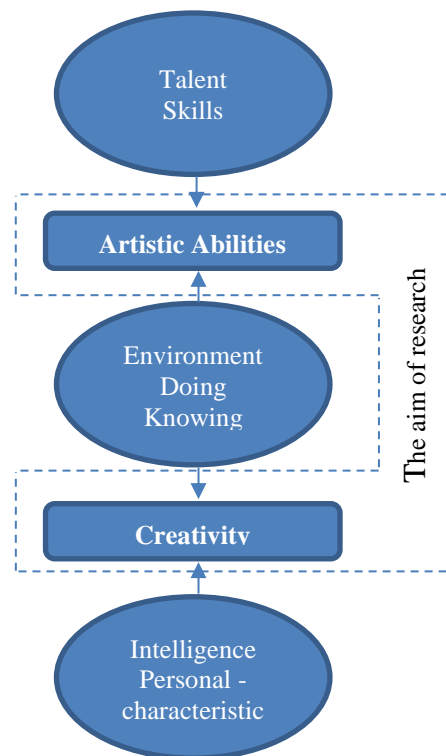 Talent
Skills
Artistic Abilities
Environment
Doing
Knowing
The aim of research
Creativity
Intelligence
Personal -
characteristic